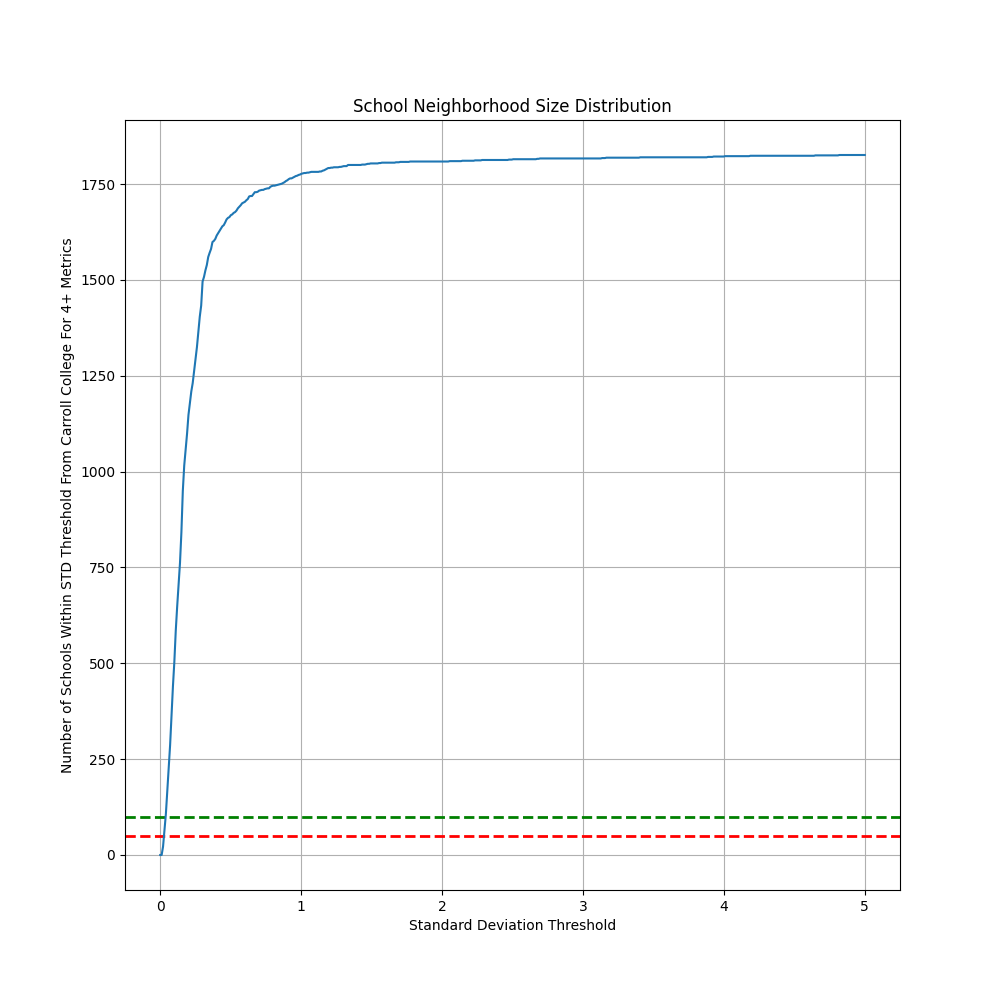 School Neighborhood Size Distribution
Number of Schools Within STD Threshold From Carroll College For 4+ Metrics
1750
1500
1250
1000
750
500
250
0
0 1 2 3 4 5
Standard Deviation Threshold